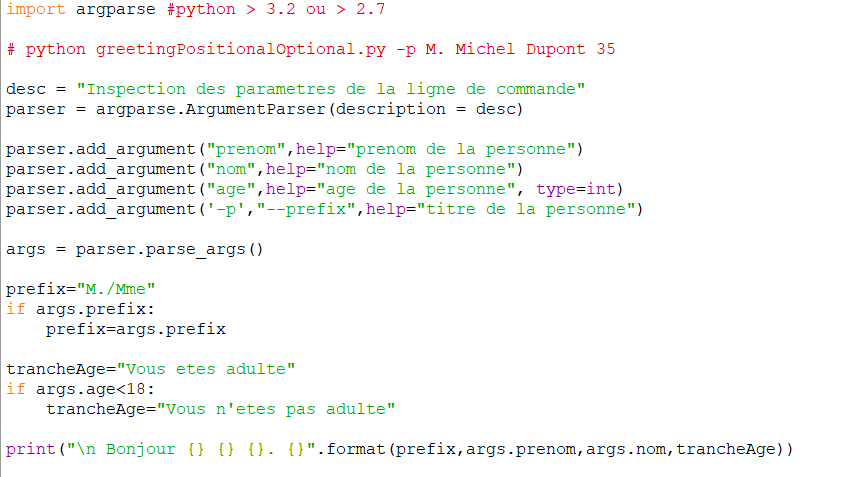 import argparse #python > 3.2 ou > 2.7
# python greetingPositionalOptional.py -p M. Michel Dupont 35
desc = "Inspection des parametres de la ligne de commande"
parser = argparse.ArgumentParser(description = desc)
parser.add_argument("prenom",help="prenom de la personne")
parser.add_argument("nom",help="nom de la personne")
parser.add_argument("age",help="age de la personne", type=int)
parser.add_argument('-p',"--prefix",help="titre de la personne")
args = parser.parse_args()
prefix="M./Mme"
if args.prefix:
    prefix=args.prefix
trancheAge="Vous etes adulte"
if args.age<18:
    trancheAge="Vous n'etes pas adulte"
print("\n Bonjour {} {} {}. {}".format(prefix,args.prenom,args.nom,trancheAge))